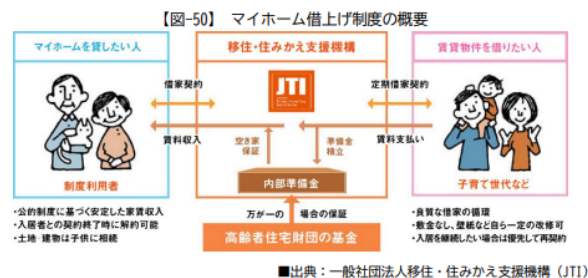 【図-50】 マイホーム借上げ制度の概要
マイホームを貸したい人
移住・住みかえ支援機構
賃貸物件を借りたい人
JTI
借家契約
定期借家契約
賃料収入
空き家保証
準備金積立
賃料支払い
制度利用者
内部準備金
子育て世代など
・公的制度に基づく安定した家賃収入
・入居者との契約終了時に解約可能
・土地・建物は子供に相続
万が一の 場合の保証
高齢者住宅財団の基金
・良質な借家の循環
・敷金なし、壁紙など自ら一定の改修可
・入居を継続したい場合は優先して再契約
■出典：一般社団法人移住・住みかえ支援機構（JTI）